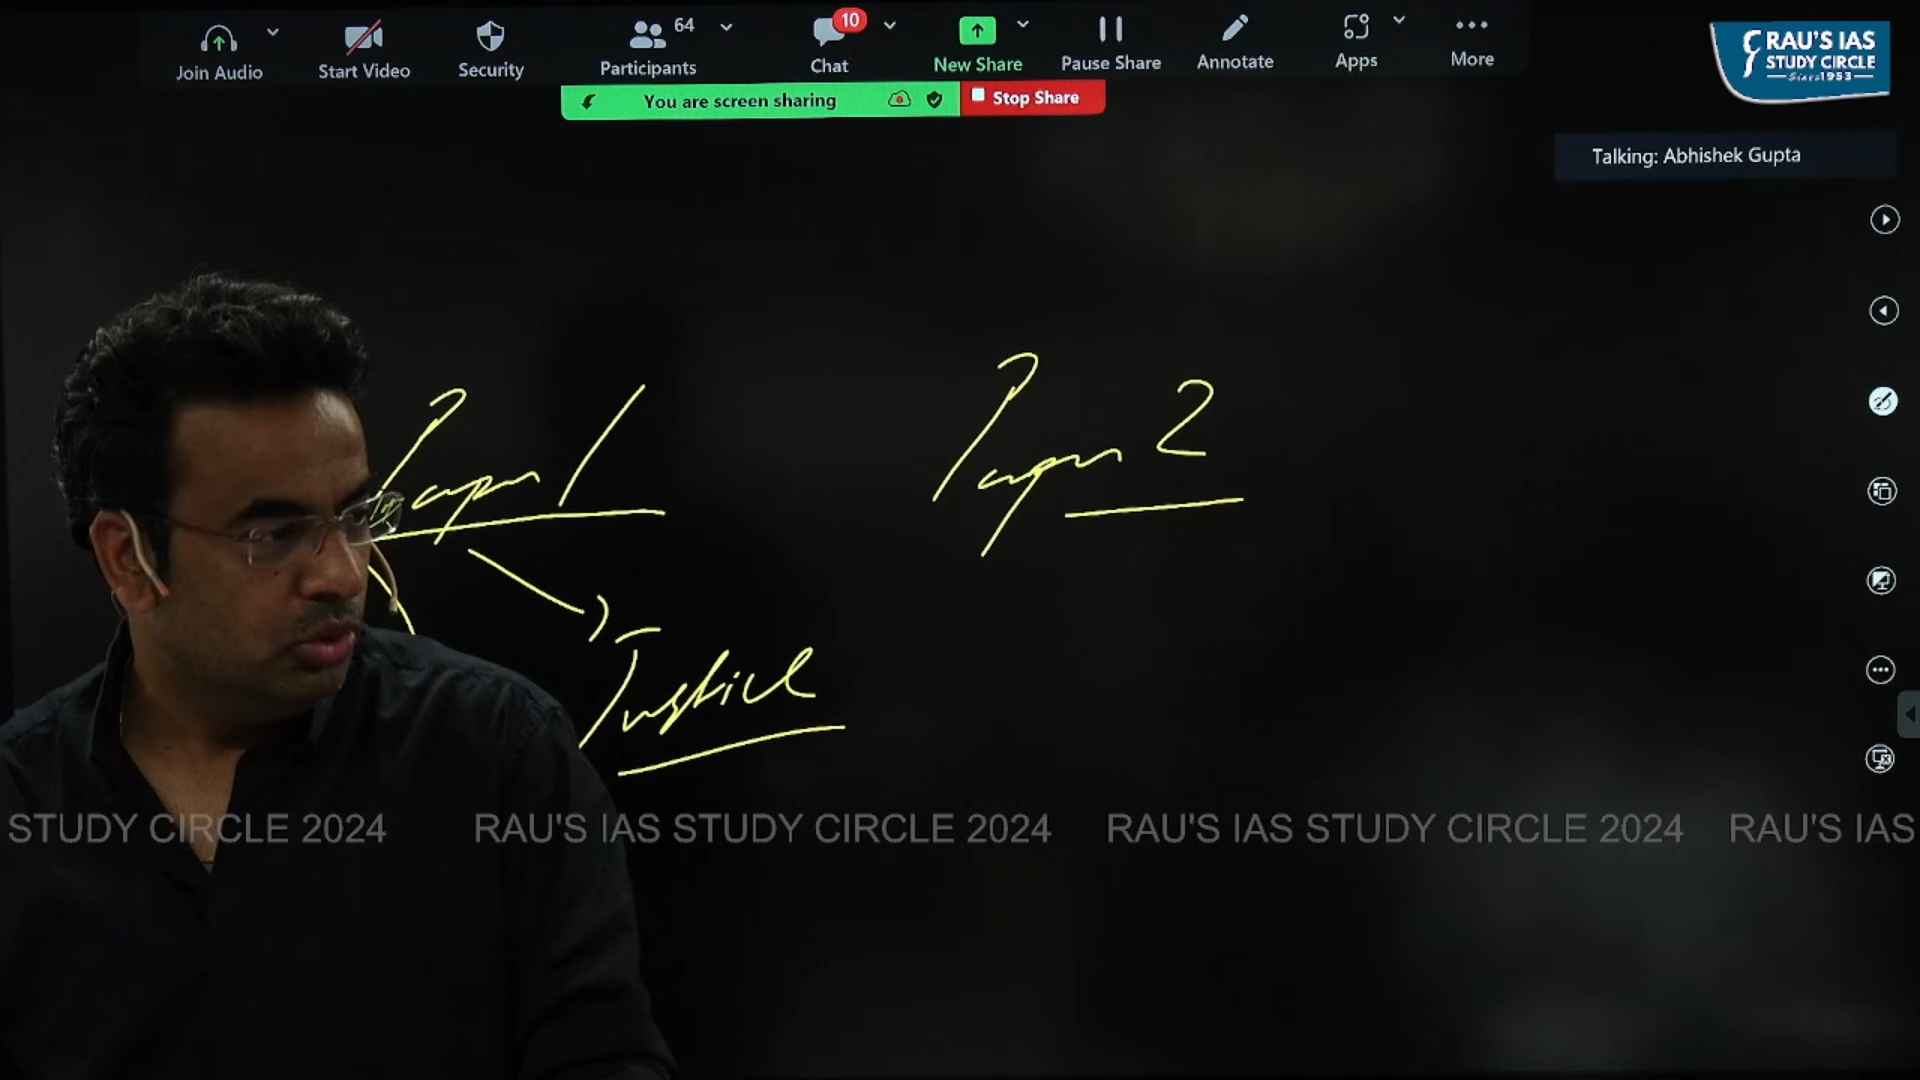 Join Audio
Start Video
Security
64
Participants
10
Chat
New Share
Pause Share
Annotate
Apps
More
You are screen sharing
Stop Share
RAU'S IAS
STUDY CIRCLE
Since 1953
Talking: Abhishek Gupta
Paper 1
Paper 2
Justice
STUDY CIRCLE 2024 RAU'S IAS STUDY CIRCLE 2024 RAU'S IAS STUDY CIRCLE 2024 RAU'S IAS